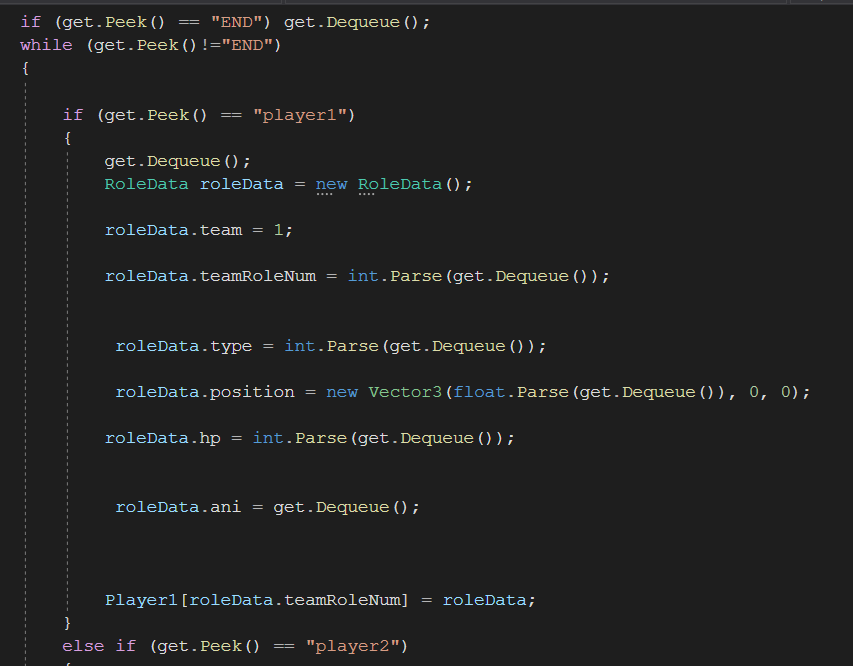 if (get.Peek() == "END") get.Dequeue();
while (get.Peek()!="END")
{
if (get.Peek() == "player1")
{
get.Dequeue();
RoleData roleData = new RoleData();
roleData.team = 1;
roleData.teamRoleNum = int.Parse(get.Dequeue());
roleData.type = int.Parse(get.Dequeue());
roleData.position = new Vector3(float.Parse(get.Dequeue()), 0, 0);
roleData.hp = int.Parse(get.Dequeue());
roleData.ani = get.Dequeue();
Player1[roleData.teamRoleNum] = roleData;
}
else if (get.Peek() == "player2")